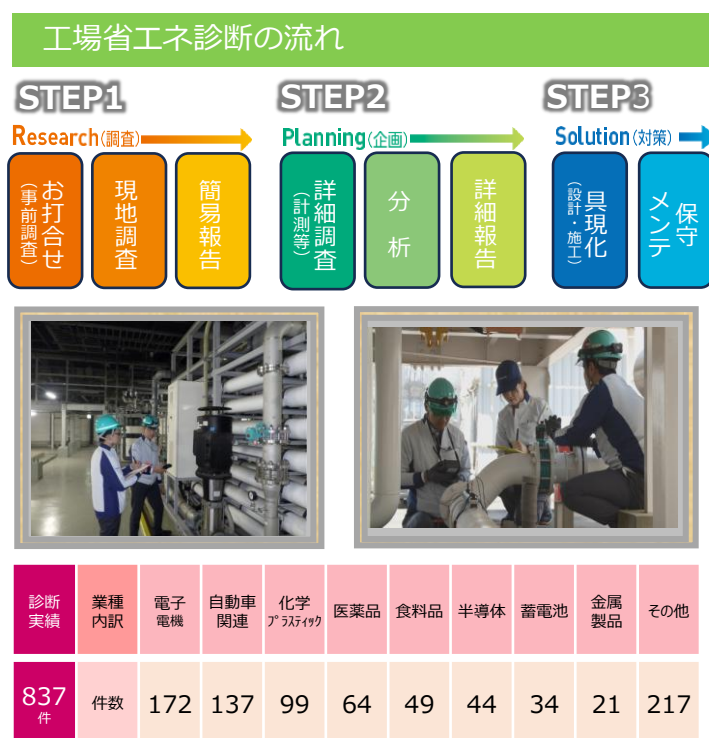 工場省エネ診断の流れ
STEP1
STEP2
STEP3
Research(調査)
Planning(企画)
Solution(対策)
お打合せ
(事前調査)
現地調査
簡易報告
詳細調査
(計測等)
分析
詳細報告
具現化
(設計・施工)
保守
メンテ
診断
実績
業種
内訳
電子
電機
自動車
関連
化学
プラスティック
医薬品
食料品
半導体
蓄電池
金属
製品
その他
837
件
件数
172
137
99
64
49
44
34
21
217